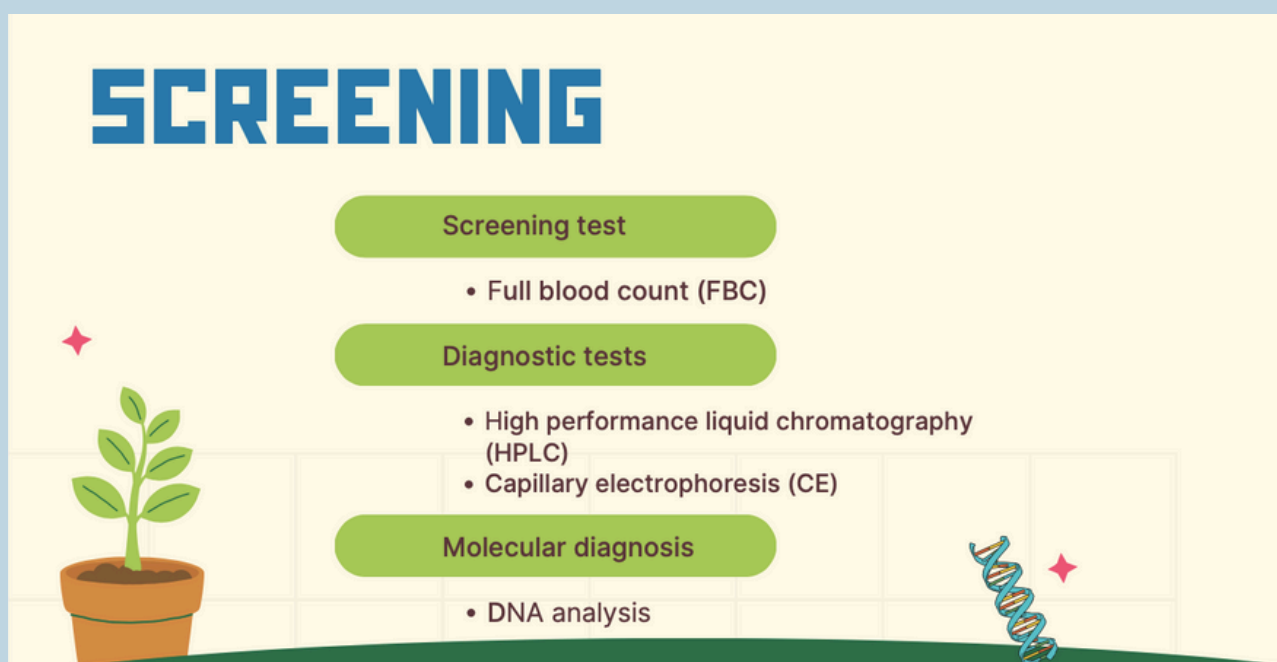 SCREENING
Screening test
• Full blood count (FBC)
Diagnostic tests
• High performance liquid chromatography
(HPLC)
• Capillary electrophoresis (CE)
Molecular diagnosis
• DNA analysis